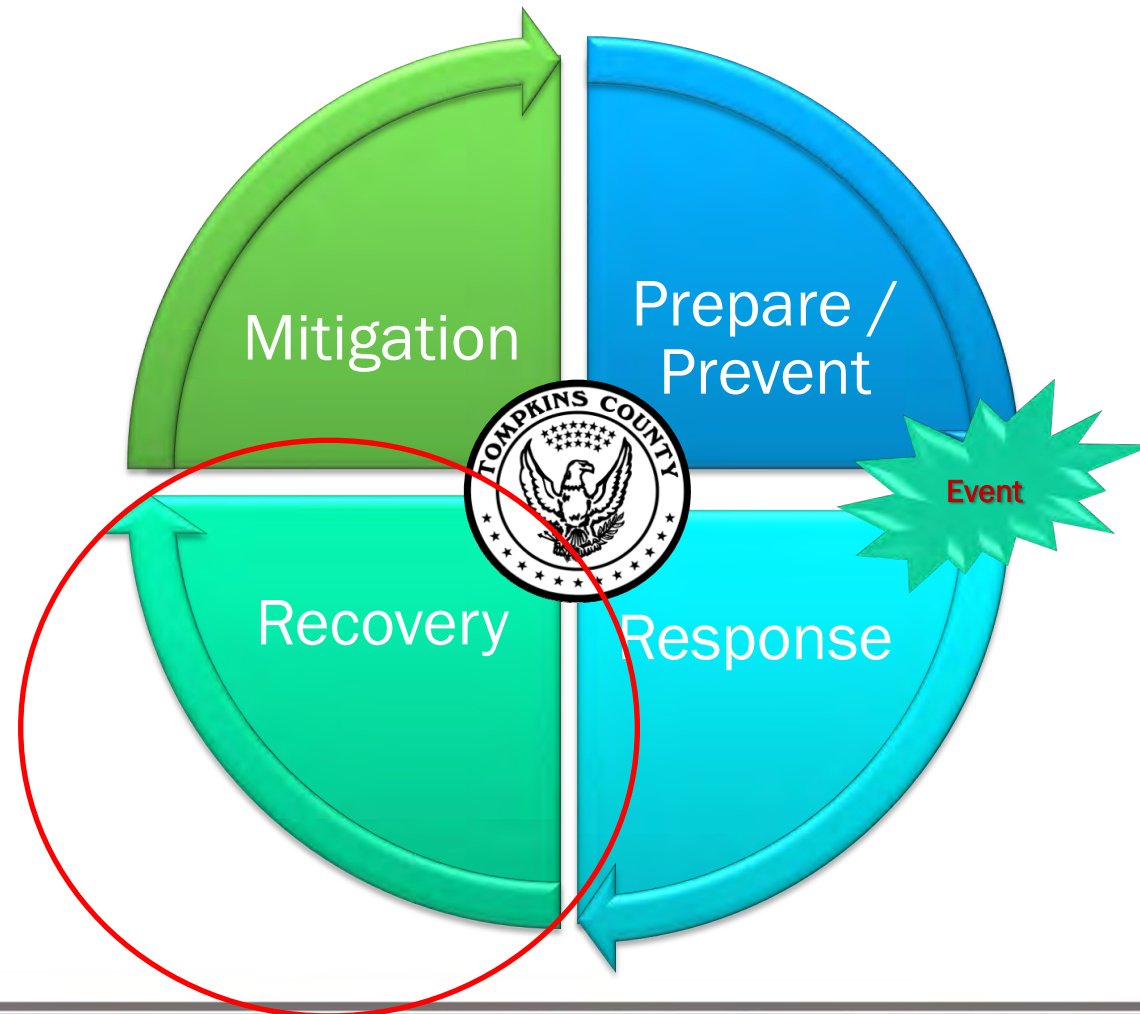 Mitigation
Prepare /
Prevent
TOMPKINS COUNTY
Event
Recovery
Response